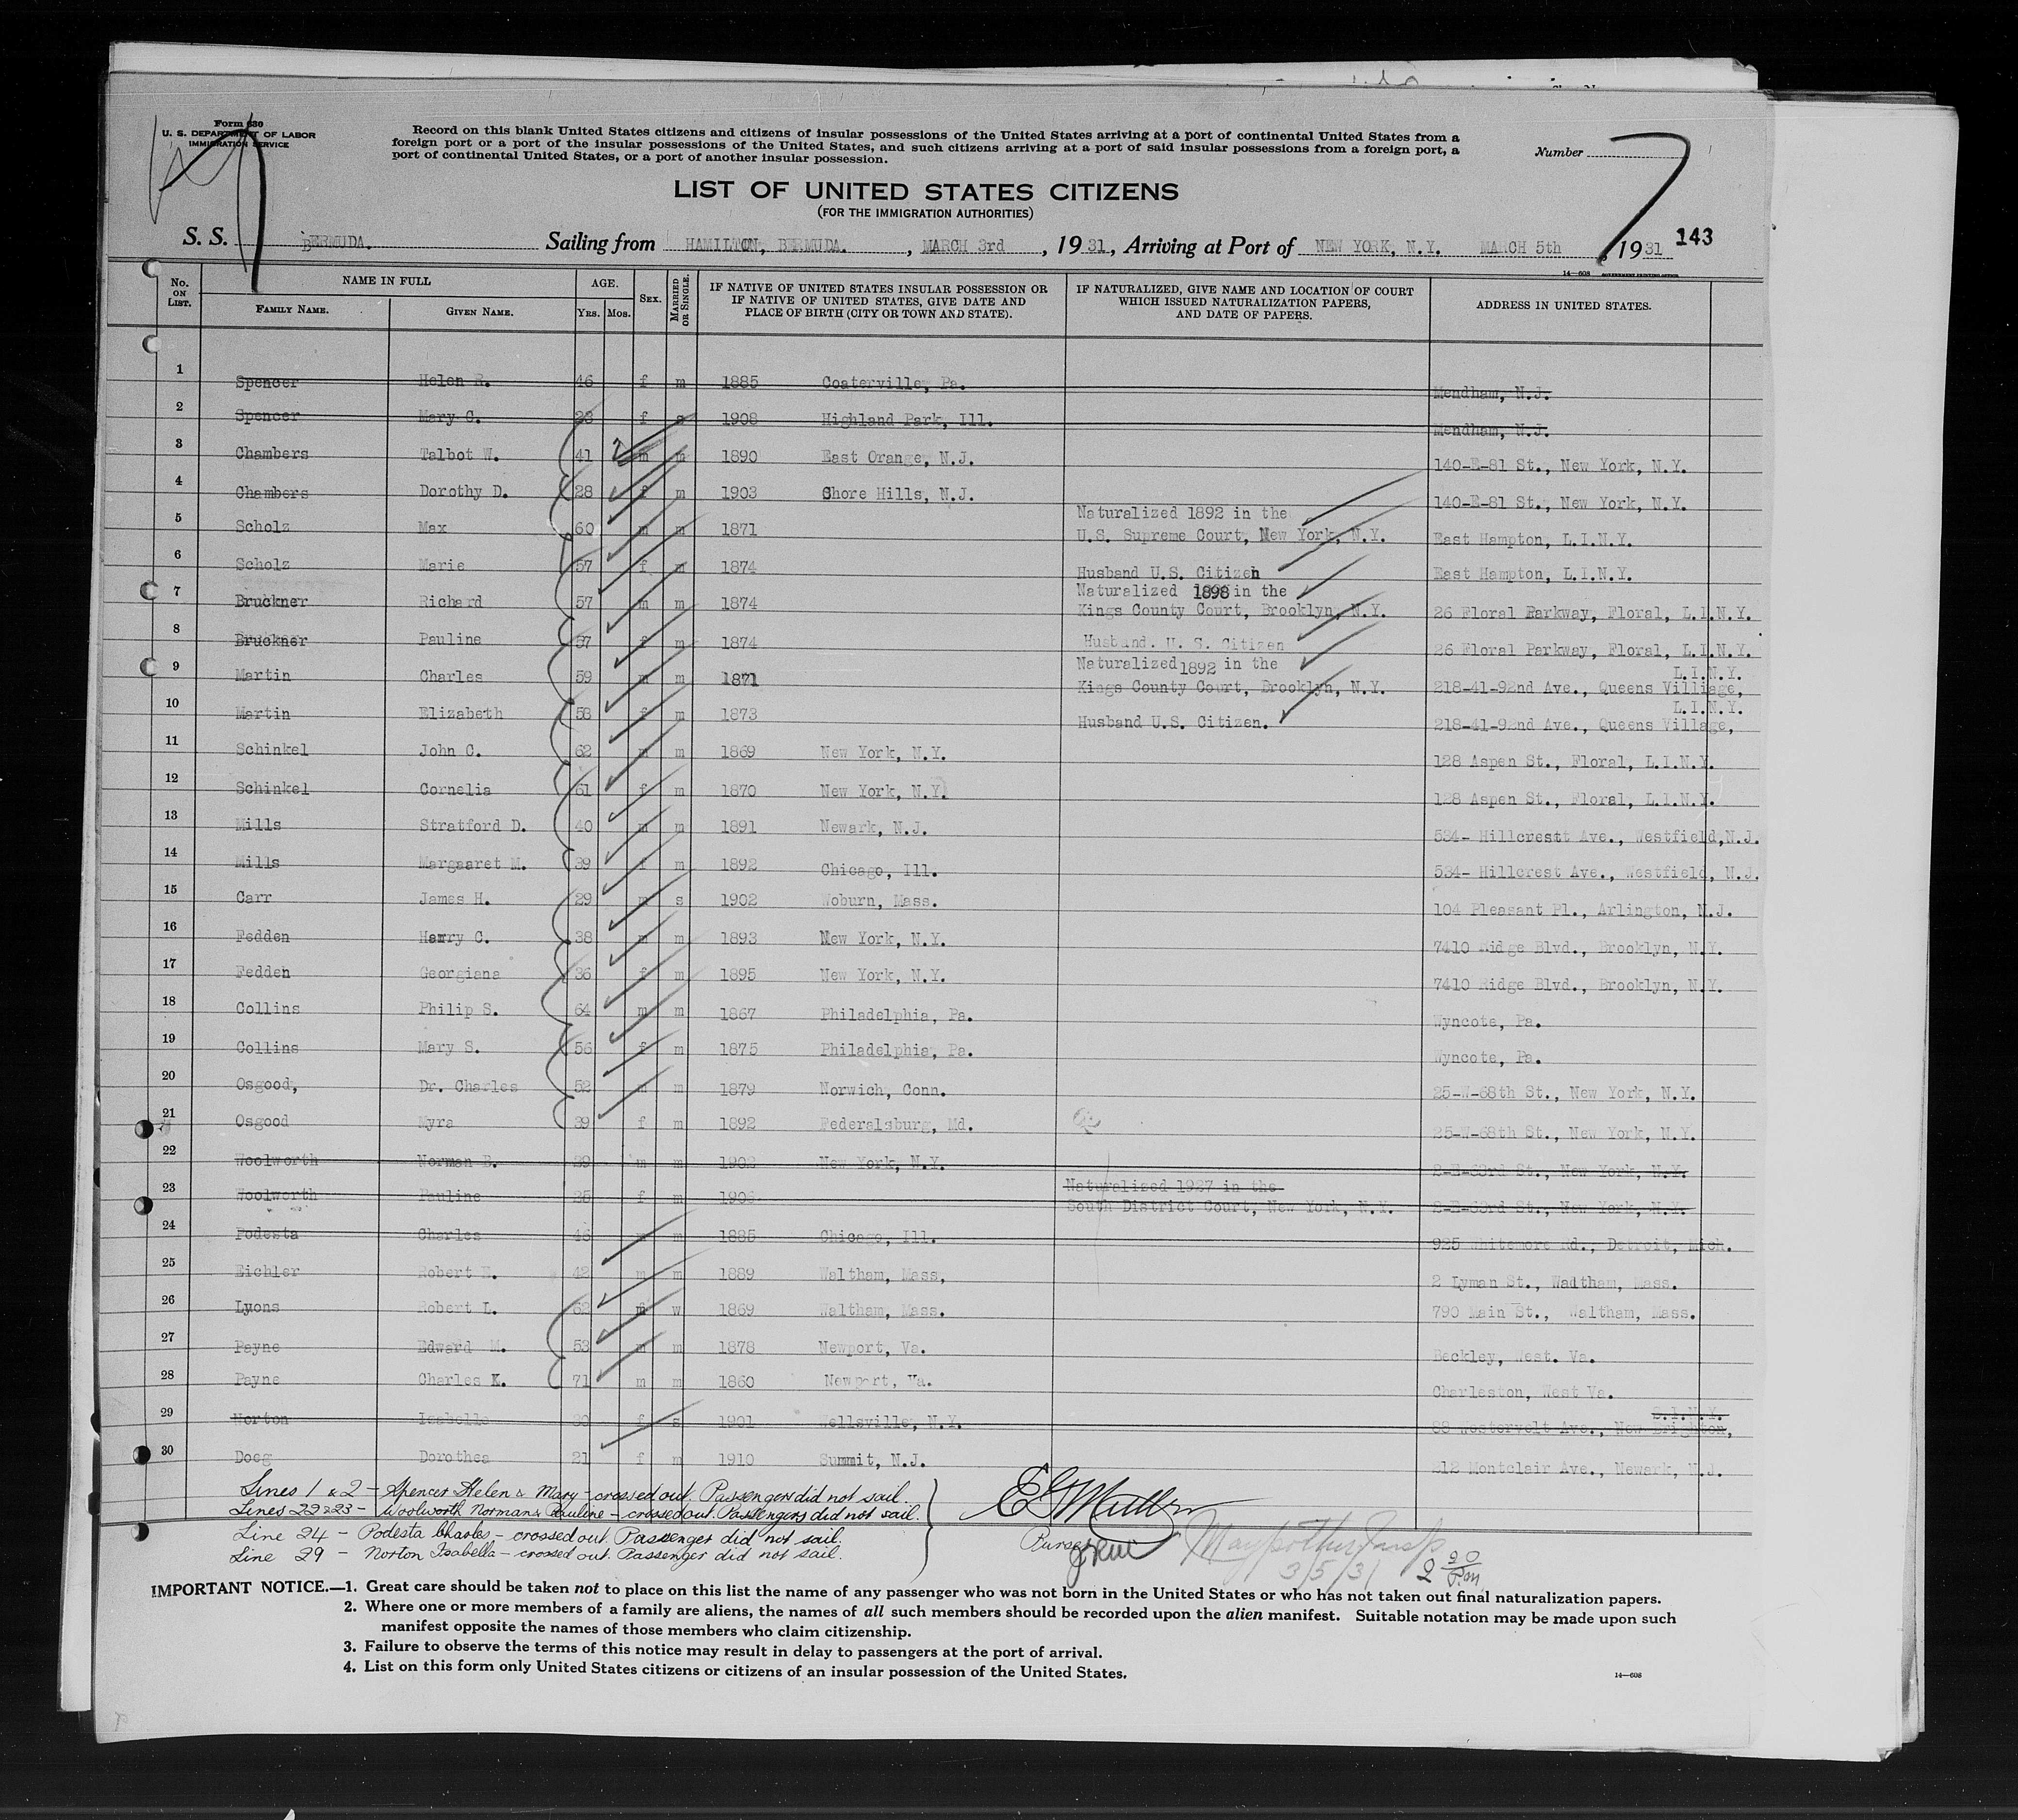 Form 630
U. S. DEPARTMENT OF LABOR
IMMIGRATION SERVICE
Record on this blank United States citizens and citizens of insular possessions of the United States arriving at a port of continental United States from a
foreign port or a port of the insular possessions of the United States, and such citizens arriving at a port of said insular possessions from a foreign port, a
port of continental United States, or a port of another insular possession.
Number
LIST OF UNITED STATES CITIZENS
(FOR THE IMMIGRATION AUTHORITIES)
S. S. BERMUDA. Sailing from HAMILTON, BERMUDA. , MARCH 3rd , 1931, Arriving at Port of NEW YORK, N.Y. MARCH 5th , 1931 143
14—608 GOVERNMENT PRINTING OFFICE
No. ON LIST. NAME IN FULL FAMILY NAME. GIVEN NAME. AGE. YRS. MOS. SEX. MARRIED OR SINGLE. IF NATIVE OF UNITED STATES INSULAR POSSESSION OR IF NATIVE OF UNITED STATES, GIVE DATE AND PLACE OF BIRTH (CITY OR TOWN AND STATE). IF NATURALIZED, GIVE NAME AND LOCATION OF COURT WHICH ISSUED NATURALIZATION PAPERS, AND DATE OF PAPERS. ADDRESS IN UNITED STATES.
1 Spencer Helen R. 46 f m 1885 Coaterville, Pa. Mendham, N.J.
2 Spencer Mary C. 23 f s 1908 Highland Park, Ill. Mendham, N.J.
3 Chambers Talbot W. 41 m m 1890 East Orange, N.J. 140-E-81 St., New York, N.Y.
4 Chambers Dorothy D. 28 f m 1903 Shore Hills, N.J. 140-E-81 St., New York, N.Y.
5 Scholz Max 60 m m 1871 Naturalized 1892 in the
U.S. Supreme Court, New York, N.Y. East Hampton, L.I.N.Y.
6 Scholz Marie 57 f m 1874 Husband U.S. Citizen East Hampton, L.I.N.Y.
7 Bruckner Richard 57 m m 1874 Naturalized 1898 in the
Kings County Court, Brooklyn, N.Y. 26 Floral Parkway, Floral, L.I.N.Y.
8 Bruckner Pauline 57 f m 1874 Husband. U. S. Citizen 26 Floral Parkway, Floral, L.I.N.Y.
9 Martin Charles 59 m m 1871 Naturalized 1892 in the L.I.N.Y.
Kings County Court, Brooklyn, N.Y. 218-41-92nd Ave., Queens Villiage,
10 Martin Elizabeth 58 f m 1873 Husband U.S. Citizen. L.I.N.Y.
218-41-92nd Ave., Queens Village,
11 Schinkel John C. 62 m m 1869 New York, N.Y. 128 Aspen St., Floral, L.I.N.Y.
12 Schinkel Cornelia 61 f m 1870 New York, N.Y. 128 Aspen St., Floral, L.I.N.Y.
13 Mills Stratford D. 40 m m 1891 Newark, N.J. 534- Hillcrestt Ave., Westfield,N.J.
14 Mills Margaaret M. 39 f m 1892 Chicago, Ill. 534- Hillcrest Ave., Westfield, N.J.
15 Carr James H. 29 m s 1902 Woburn, Mass. 104 Pleasant Pl., Arlington, N.J.
16 Fedden Harry C. 38 m m 1893 New York, N.Y. 7410 Ridge Blvd., Brooklyn, N.Y.
17 Fedden Georgiana 36 f m 1895 New York, N.Y. 7410 Ridge Blvd., Brooklyn, N.Y.
18 Collins Philip S. 64 m m 1867 Philadelphia, Pa. Wyncote, Pa.
19 Collins Mary S. 56 f m 1875 Philadelphia, Pa. Wyncote, Pa.
20 Osgood, Dr. Charles 52 m m 1879 Norwich, Conn. 25-W-68th St., New York, N.Y.
21 Osgood Myra 39 f m 1892 Federalsburg, Md. 25-W-68th St., New York, N.Y.
22 Woolworth Norman B. 29 m m 1902 New York, N.Y. 2-E-63rd St., New York, N.Y.
23 Woolworth Pauline 25 f m 1906 Naturalized 1927 in the
South District Court, New York, N.Y. 2-E-63rd St., New York, N.Y.
24 Podesta Charles 46 m m 1885 Chicago, Ill. 925 Whitemore Rd., Detroit, Mich.
25 Eichler Robert 42 m m 1889 Waltham, Mass, 2 Lyman St., Wadtham, Mass.
26 Lyons Robert L. 62 m w 1869 Waltham, Mass. 790 Main St., Waltham, Mass.
27 Payne Edward M. 53 m m 1878 Newport, Va. Beckley, West. Va.
28 Payne Charles K. 71 m m 1860 Newport, Va. Charleston, West Va.
29 Norton Isabelle 30 f s 1901 Wellsville, N.Y. S.I.N.Y.
88 Westervelt Ave., New Brighton,
30 Doeg Dorothea 21 f m 1910 Summit, N.J. 212 Montclair Ave., Newark, N.J.
Lines 1 & 2 – Spencer Helen & Mary – crossed out. Passengers did not sail.
Lines 22 & 23 – Woolworth Norman & Pauline – crossed out. Passengers did not sail.
Line 24 – Podesta Charles – crossed out. Passenger did not sail.
Line 29 – Norton Isabella – crossed out. Passenger did not sail.
Purser
3/5/31 2 20 P.m.
IMPORTANT NOTICE.—1. Great care should be taken not to place on this list the name of any passenger who was not born in the United States or who has not taken out final naturalization papers.
2. Where one or more members of a family are aliens, the names of all such members should be recorded upon the alien manifest. Suitable notation may be made upon such
manifest opposite the names of those members who claim citizenship.
3. Failure to observe the terms of this notice may result in delay to passengers at the port of arrival.
4. List on this form only United States citizens or citizens of an insular possession of the United States.
14—608